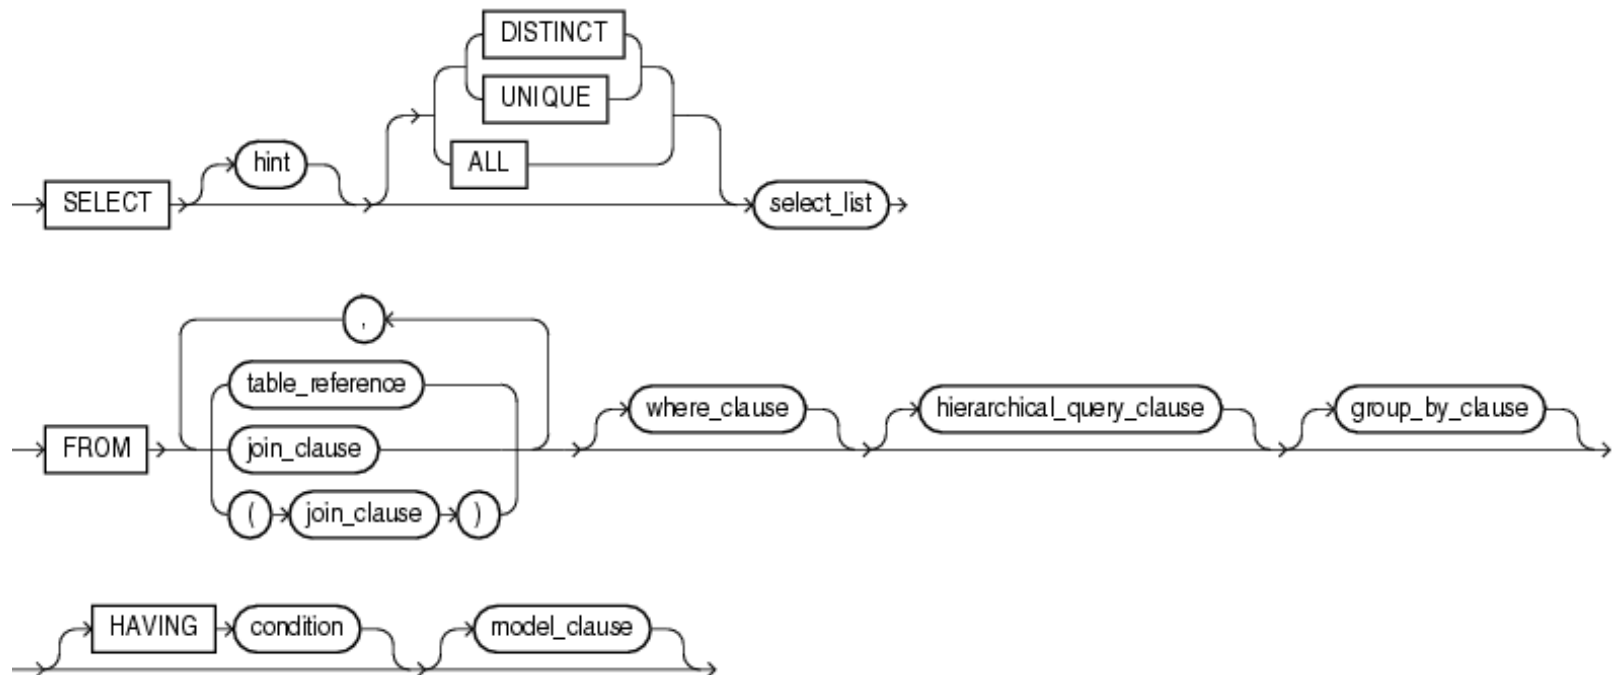 DISTINCT
UNIQUE
ALL
hint
SELECT
select_list
,
table_reference
where_clause
hierarchical_query_clause
group_by_clause
FROM
join_clause
( join_clause )
HAVING condition
model_clause